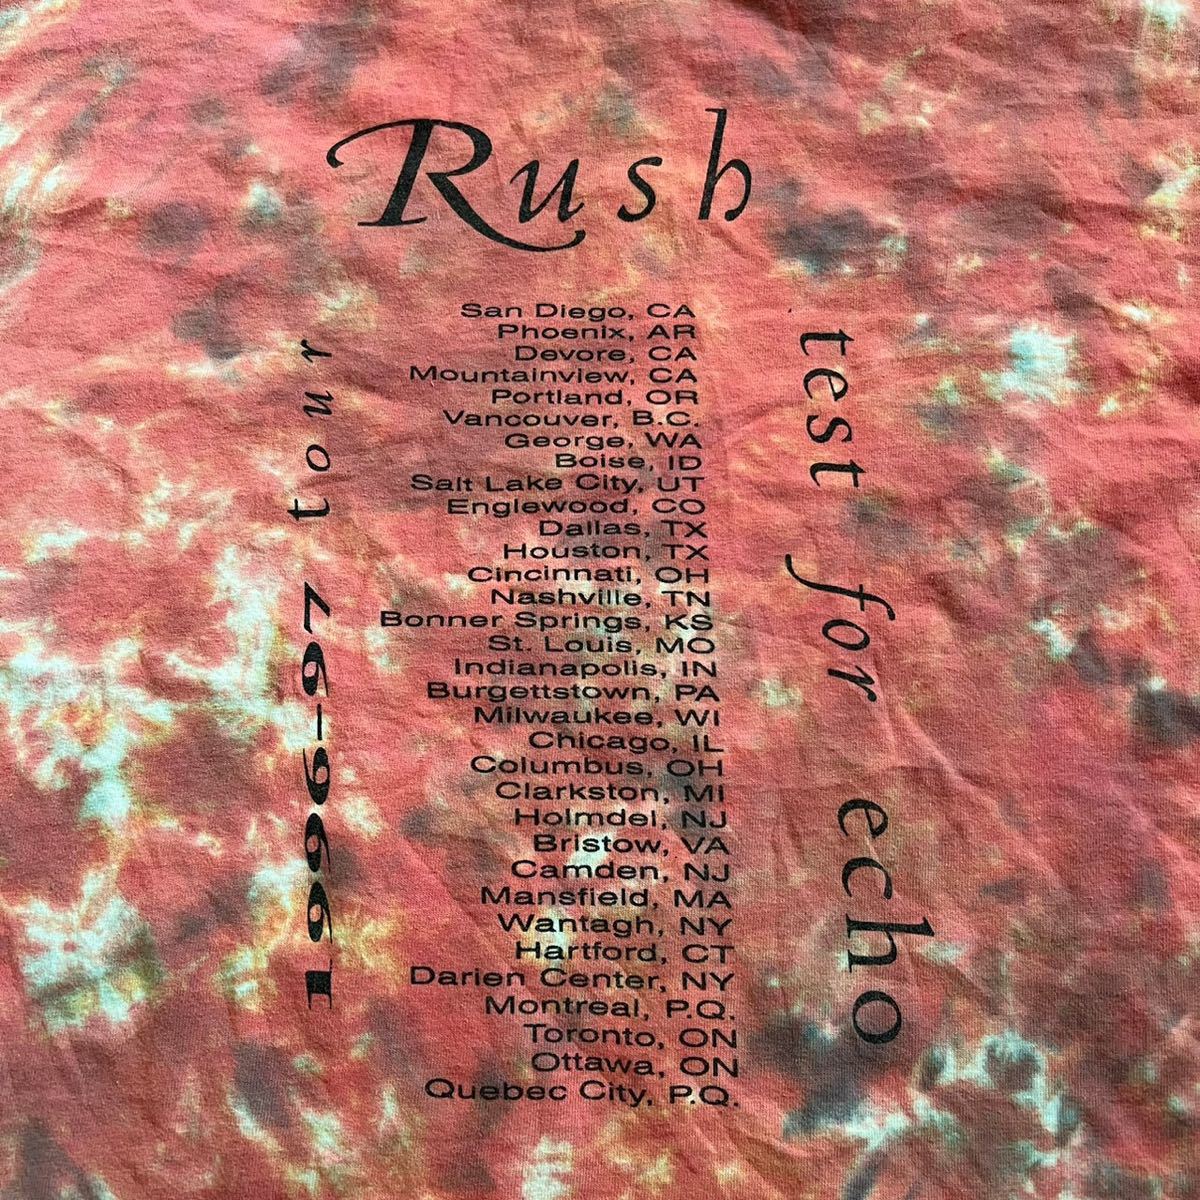 Rush
1996-97 tour
San Diego, CA
Phoenix, AR
Devore, CA
Mountainview, CA
Portland, OR
Vancouver, B.C.
George, WA
Boise, ID
Salt Lake City, UT
Englewood, CO
Dallas, TX
Houston, TX
Cincinnati, OH
Nashville, TN
Bonner Springs, KS
St. Louis, MO
Indianapolis, IN
Burgettstown, PA
Milwaukee, WI
Chicago, IL
Columbus, OH
Clarkston, MI
Holmdel, NJ
Bristow, VA
Camden, NJ
Mansfield, MA
Wantagh, NY
Hartford, CT
Darien Center, NY
Montreal, P.Q.
Toronto, ON
Ottawa, ON
Quebec City, P.Q.
test for echo